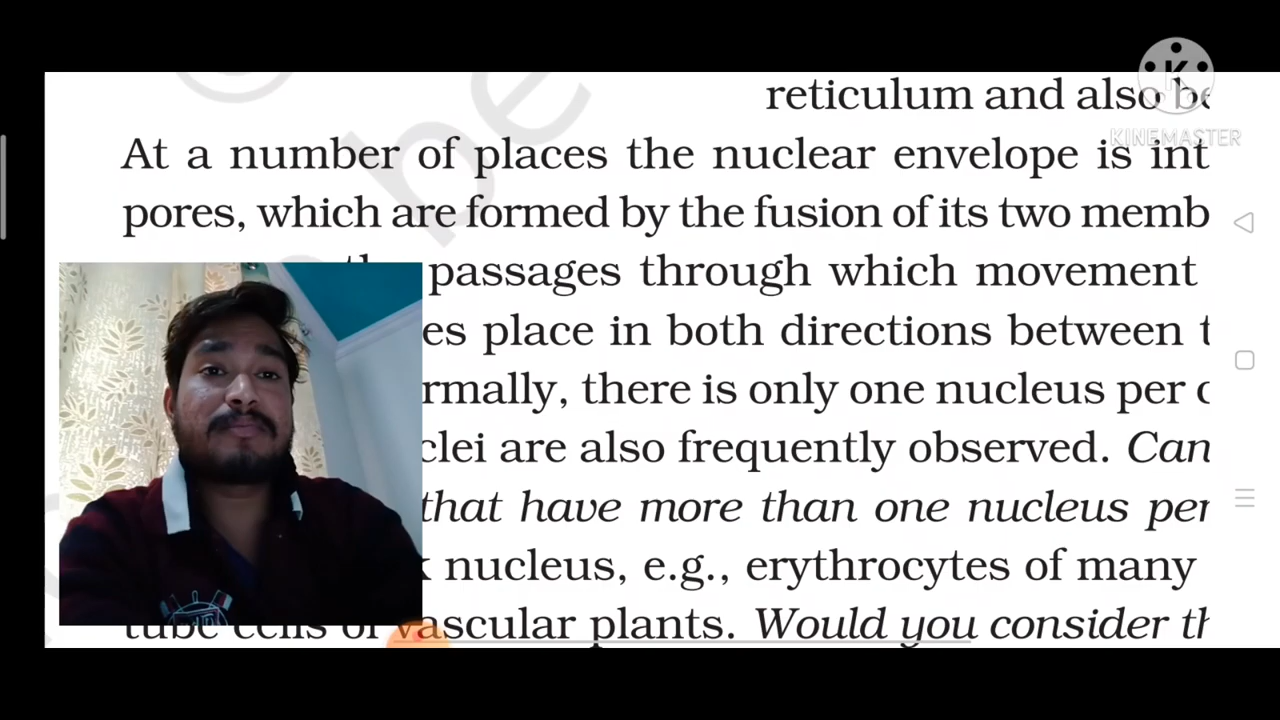 reticulum and also be
KINEMASTER
At a number of places the nuclear envelope is int
pores, which are formed by the fusion of its two memb
passages through which movement
es place in both directions between t
rmally, there is only one nucleus per c
clei are also frequently observed. Can
that have more than one nucleus per
nucleus, e.g., erythrocytes of many
tube cells of vascular plants. Would you consider th